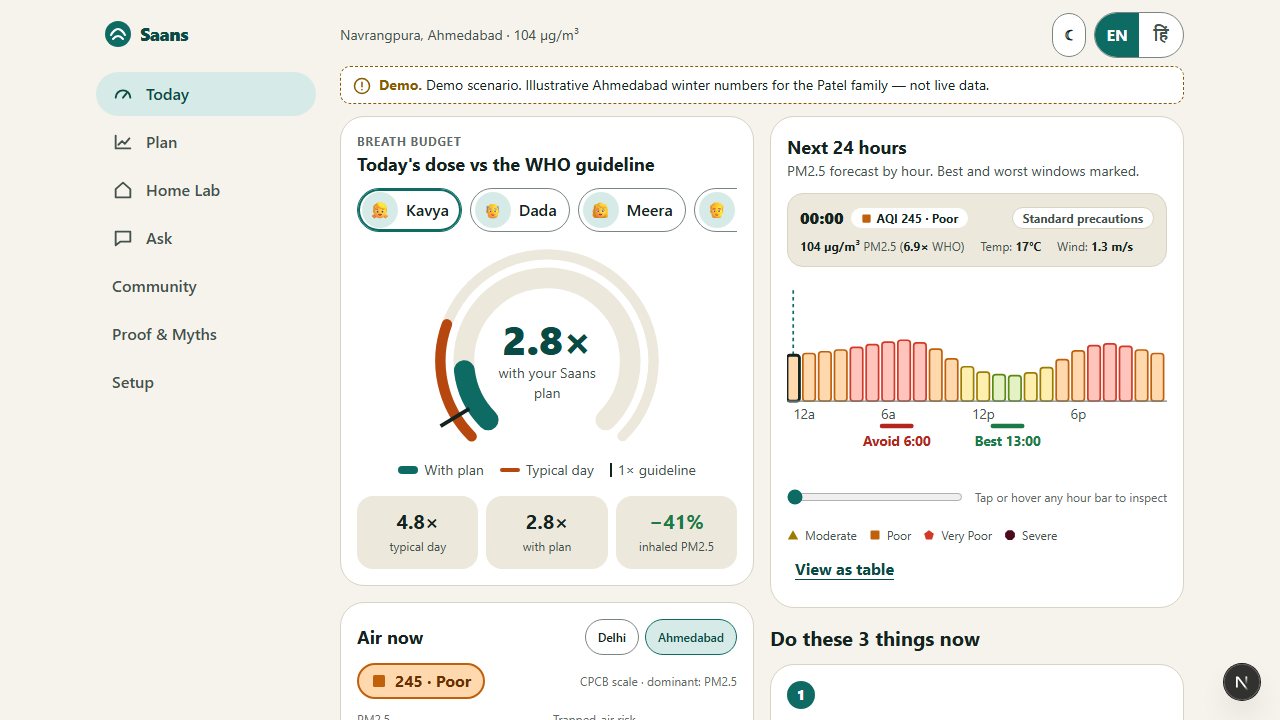 Saans
Today
Plan
Home Lab
Ask
Community
Proof & Myths
Setup
Navrangpura, Ahmedabad · 104 µg/m³
EN
हिं
Demo. Demo scenario. Illustrative Ahmedabad winter numbers for the Patel family — not live data.
BREATH BUDGET
Today's dose vs the WHO guideline
Kavya
Dada
Meera
2.8×
with your Saans
plan
With plan
Typical day
1× guideline
4.8×
typical day
2.8×
with plan
−41%
inhaled PM2.5
Air now
Delhi
Ahmedabad
245 · Poor
CPCB scale · dominant: PM2.5
PM2.5
Trapped-air risk
Next 24 hours
PM2.5 forecast by hour. Best and worst windows marked.
00:00
AQI 245 · Poor
Standard precautions
104 µg/m³ PM2.5 (6.9× WHO)
Temp: 17°C
Wind: 1.3 m/s
12a
6a
12p
6p
Avoid 6:00
Best 13:00
Tap or hover any hour bar to inspect
Moderate
Poor
Very Poor
Severe
View as table
Do these 3 things now
1
N